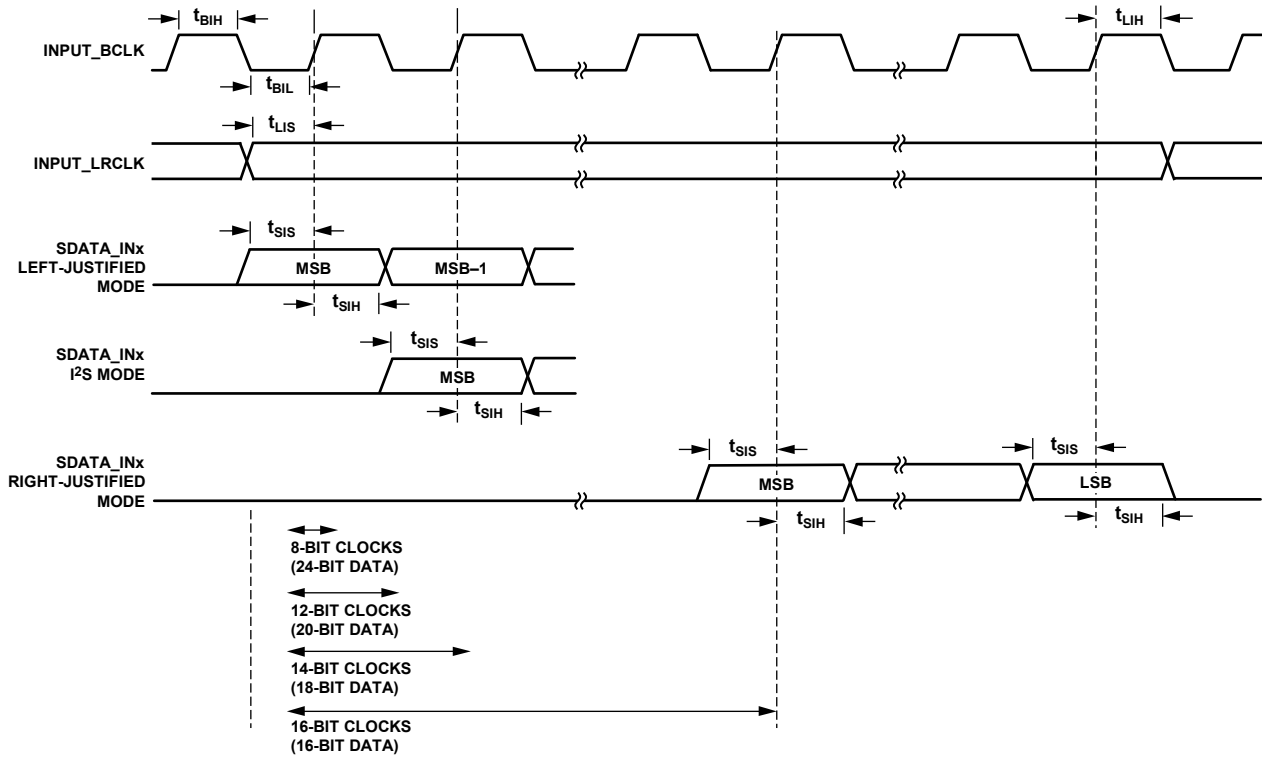 tBIH
tLIH
INPUT_BCLK
tBIL
tLIS
INPUT_LRCLK
tSIS
SDATA_INx
LEFT-JUSTIFIED
MODE
MSB
MSB–1
tSIH
tSIS
SDATA_INx
I²S MODE
MSB
tSIH
tSIS
tSIS
SDATA_INx
RIGHT-JUSTIFIED
MODE
MSB
LSB
tSIH
tSIH
8-BIT CLOCKS
(24-BIT DATA)
12-BIT CLOCKS
(20-BIT DATA)
14-BIT CLOCKS
(18-BIT DATA)
16-BIT CLOCKS
(16-BIT DATA)